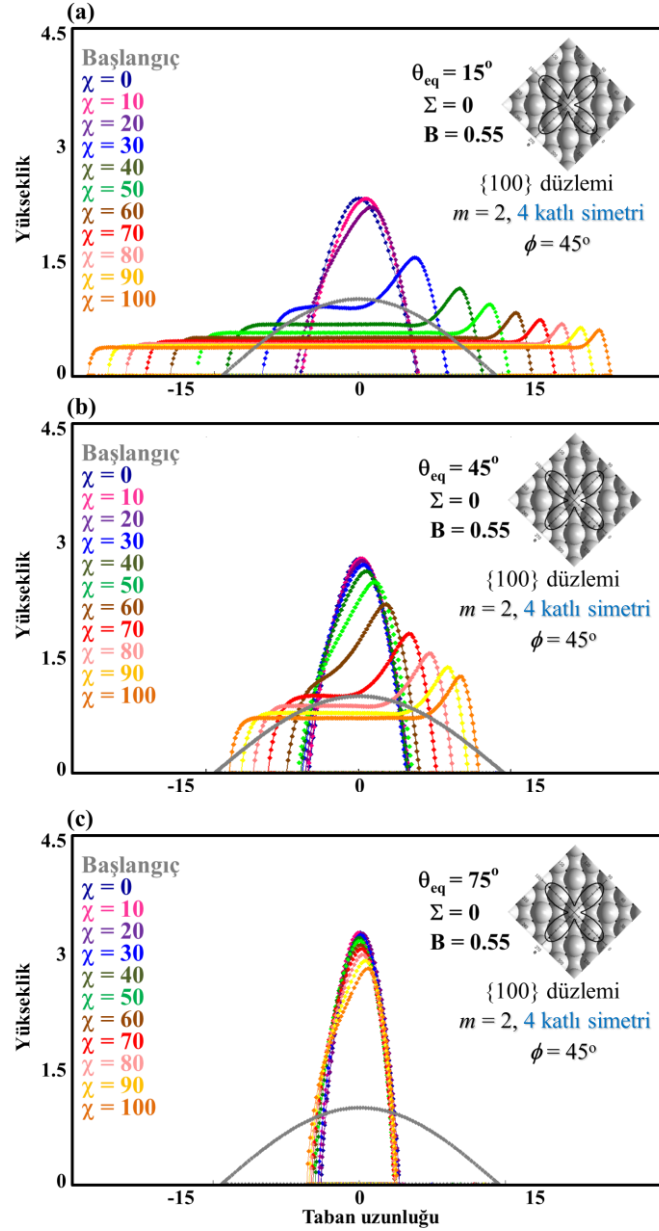 (a)
4.5
3
1.5
0
Yükseklik
Başlangıç
χ = 0
χ = 10
χ = 20
χ = 30
χ = 40
χ = 50
χ = 60
χ = 70
χ = 80
χ = 90
χ = 100
θeq = 15°
Σ = 0
B = 0.55
{100} düzlemi
m = 2, 4 katlı simetri
ϕ = 45°
-15
0
15
(b)
4.5
3
1.5
0
Yükseklik
Başlangıç
χ = 0
χ = 10
χ = 20
χ = 30
χ = 40
χ = 50
χ = 60
χ = 70
χ = 80
χ = 90
χ = 100
θeq = 45°
Σ = 0
B = 0.55
{100} düzlemi
m = 2, 4 katlı simetri
ϕ = 45°
-15
0
15
(c)
4.5
3
1.5
0
Yükseklik
Başlangıç
χ = 0
χ = 10
χ = 20
χ = 30
χ = 40
χ = 50
χ = 60
χ = 70
χ = 80
χ = 90
χ = 100
θeq = 75°
Σ = 0
B = 0.55
{100} düzlemi
m = 2, 4 katlı simetri
ϕ = 45°
-15
0
15
Taban uzunluğu